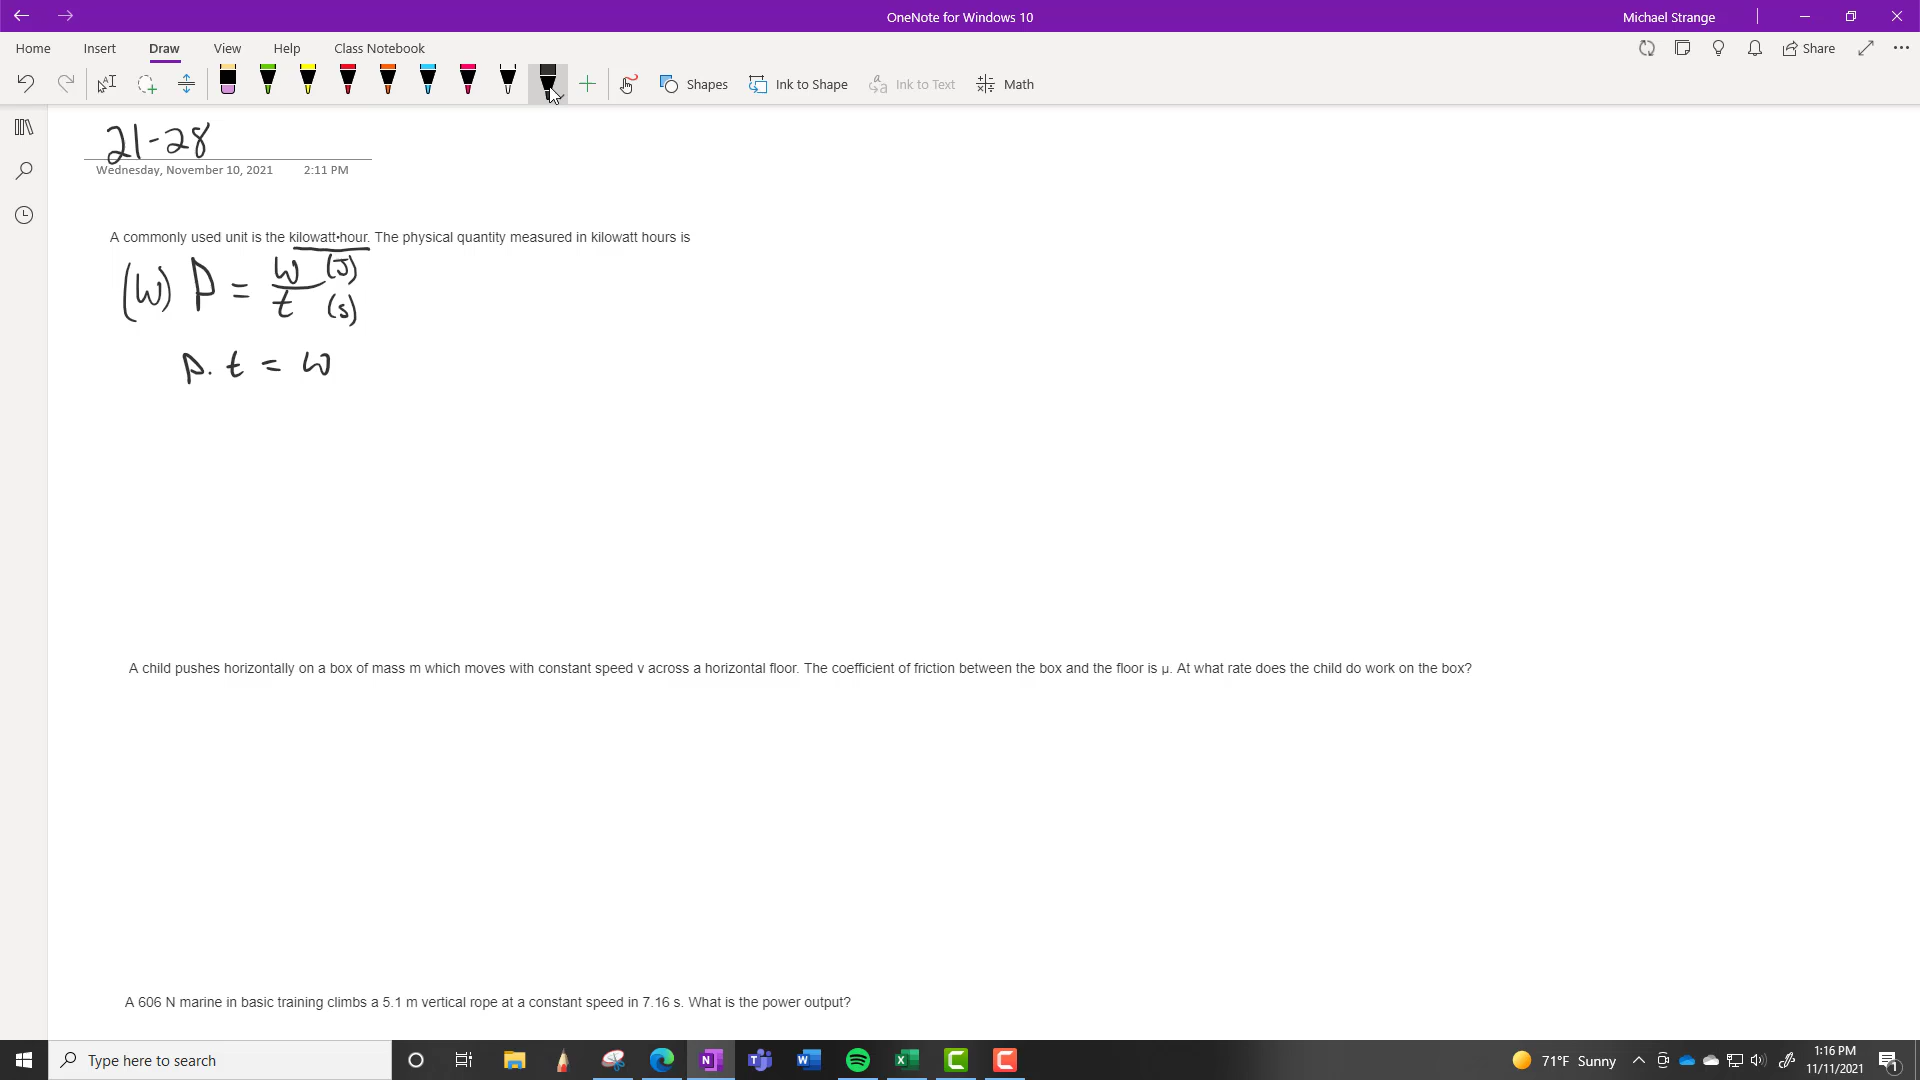 OneNote for Windows 10
Michael Strange
Home Insert Draw View Help Class Notebook
Share
Shapes Ink to Shape Ink to Text Math
21-28
Wednesday, November 10, 2021 2:11 PM
A commonly used unit is the kilowatt•hour. The physical quantity measured in kilowatt hours is
(W) P = W (J)
t (s)
P. t = W
A child pushes horizontally on a box of mass m which moves with constant speed v across a horizontal floor. The coefficient of friction between the box and the floor is µ. At what rate does the child do work on the box?
A 606 N marine in basic training climbs a 5.1 m vertical rope at a constant speed in 7.16 s. What is the power output?
Type here to search
71°F Sunny
1:16 PM
11/11/2021
1